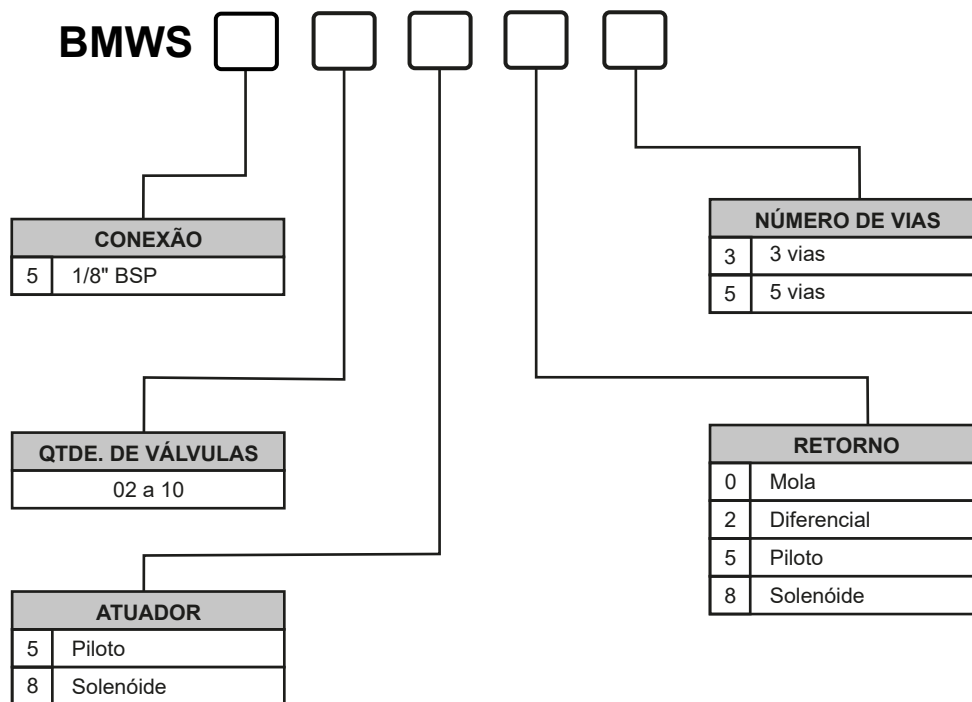 BMWS
CONEXÃO
5 1/8" BSP
QTDE. DE VÁLVULAS
02 a 10
ATUADOR
5 Piloto
8 Solenóide
NÚMERO DE VIAS
3 3 vias
5 5 vias
RETORNO
0 Mola
2 Diferencial
5 Piloto
8 Solenóide